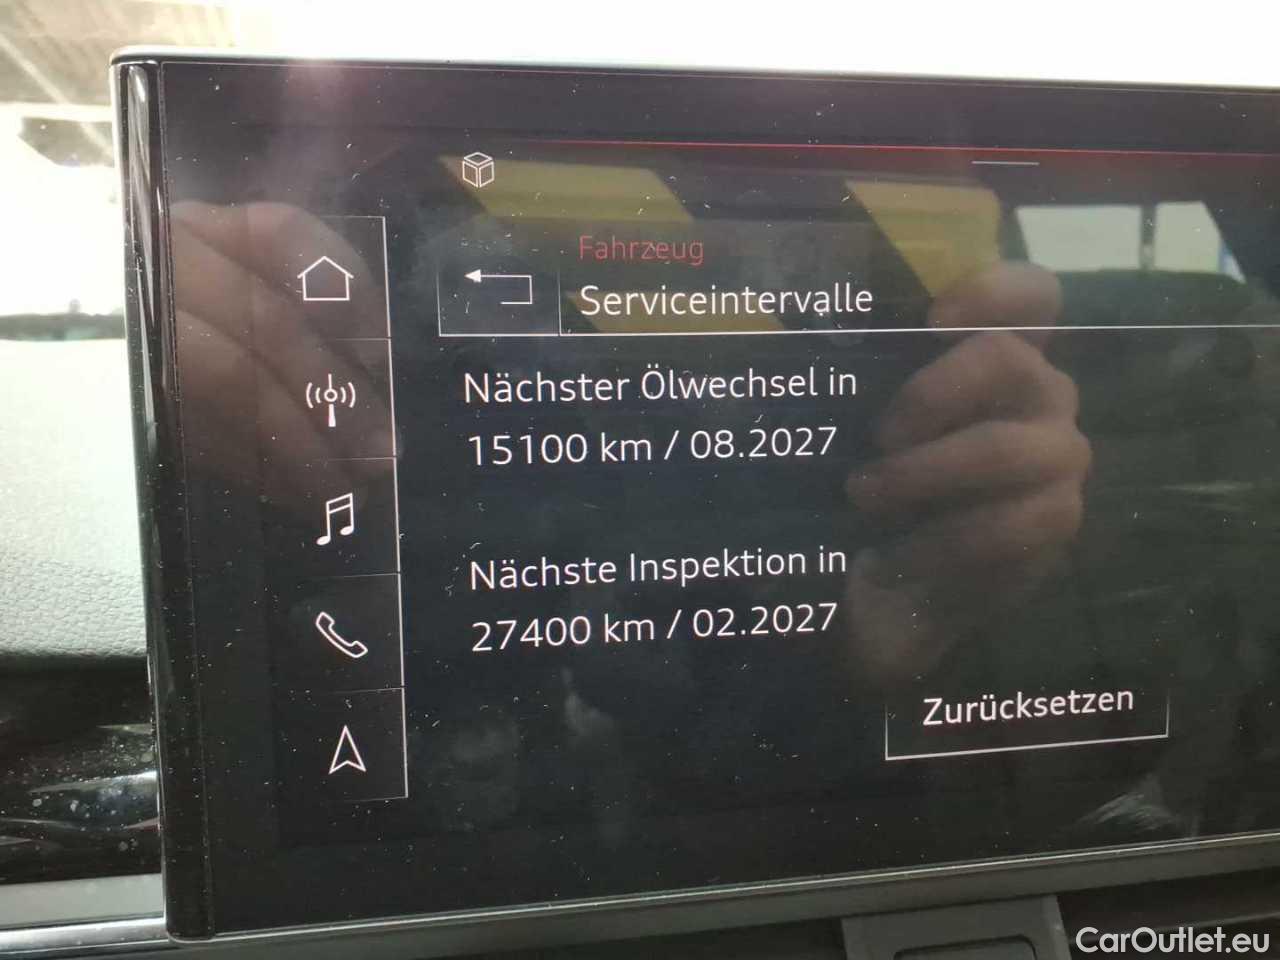 Fahrzeug
Serviceintervalle
Nächster Ölwechsel in
15100 km / 08.2027
Nächste Inspektion in
27400 km / 02.2027
Zurücksetzen
CarOutlet.eu